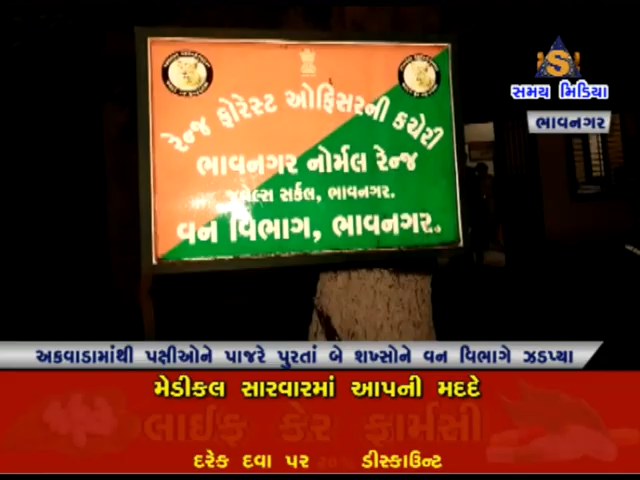 સમય મિડિયા
ભાવનગર
રેન્જ ફોરેસ્ટ ઓફિસરની કચેરી
ભાવનગર નોર્મલ રેન્જ
જવેલ્સ સર્કલ, ભાવનગર.
વન વિભાગ, ભાવનગર.
અકવાડામાંથી પક્ષીઓને પાજરે પુરતાં બે શખ્સોને વન વિભાગે ઝડપ્યા
મેડીકલ સારવારમાં આપની મદદે
લાઈફ કેર ફાર્મસી
દરેક દવા પર ડીસ્કાઉન્ટ